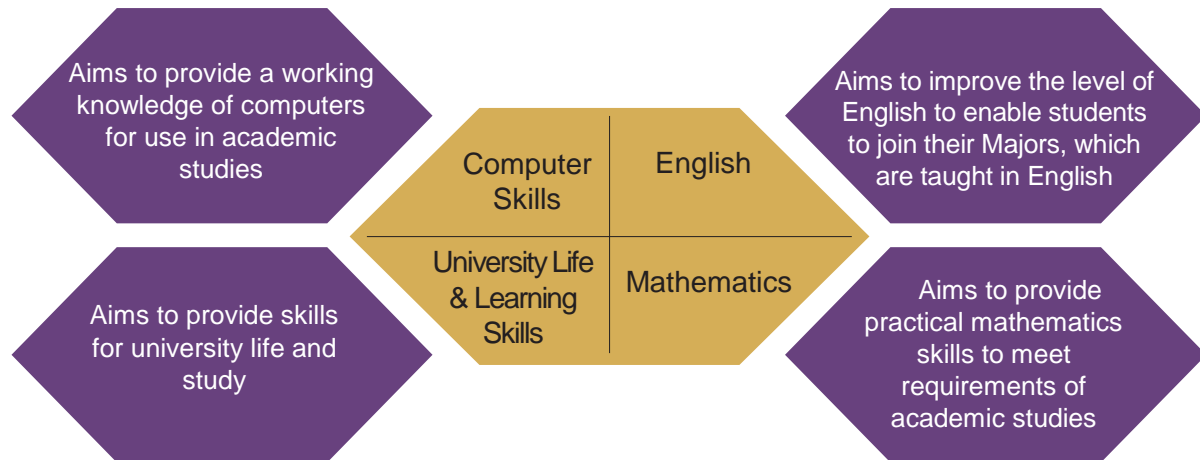 Aims to provide a working
knowledge of computers
for use in academic
studies
Computer
Skills
English
Aims to improve the level of
English to enable students
to join their Majors, which
are taught in English
Aims to provide skills
for university life and
study
University Life
& Learning
Skills
Mathematics
Aims to provide
practical mathematics
skills to meet
requirements of
academic studies